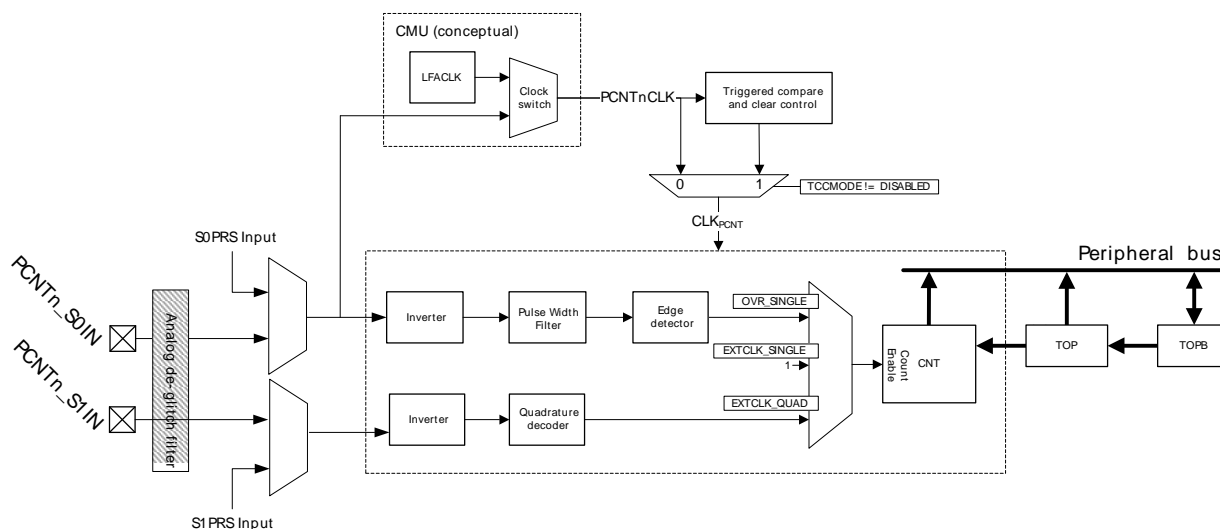 CMU (conceptual)
LFACLK
Clock
switch
PCNTnCLK
Triggered compare
and clear control
0 1
TCCMODE != DISABLED
CLKPCNT
S0PRS Input
PCNTn_S0IN
PCNTn_S1IN
Analog de-glitch filter
S1PRS Input
Inverter
Pulse Width
Filter
Edge
detector
OVR_SINGLE
EXTCLK_SINGLE
1
EXTCLK_QUAD
Inverter
Quadrature
decoder
Count
Enable
CNT
TOP
TOPB
Peripheral bus